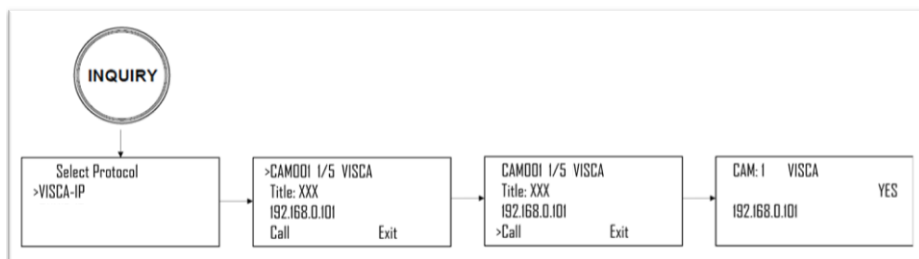 INQUIRY
Select Protocol
>VISCA-IP
>CAM001 1/5 VISCA
Title: XXX
192.168.0.101
Call Exit
CAM001 1/5 VISCA
Title: XXX
192.168.0.101
>Call Exit
CAM: 1 VISCA
YES
192.168.0.101